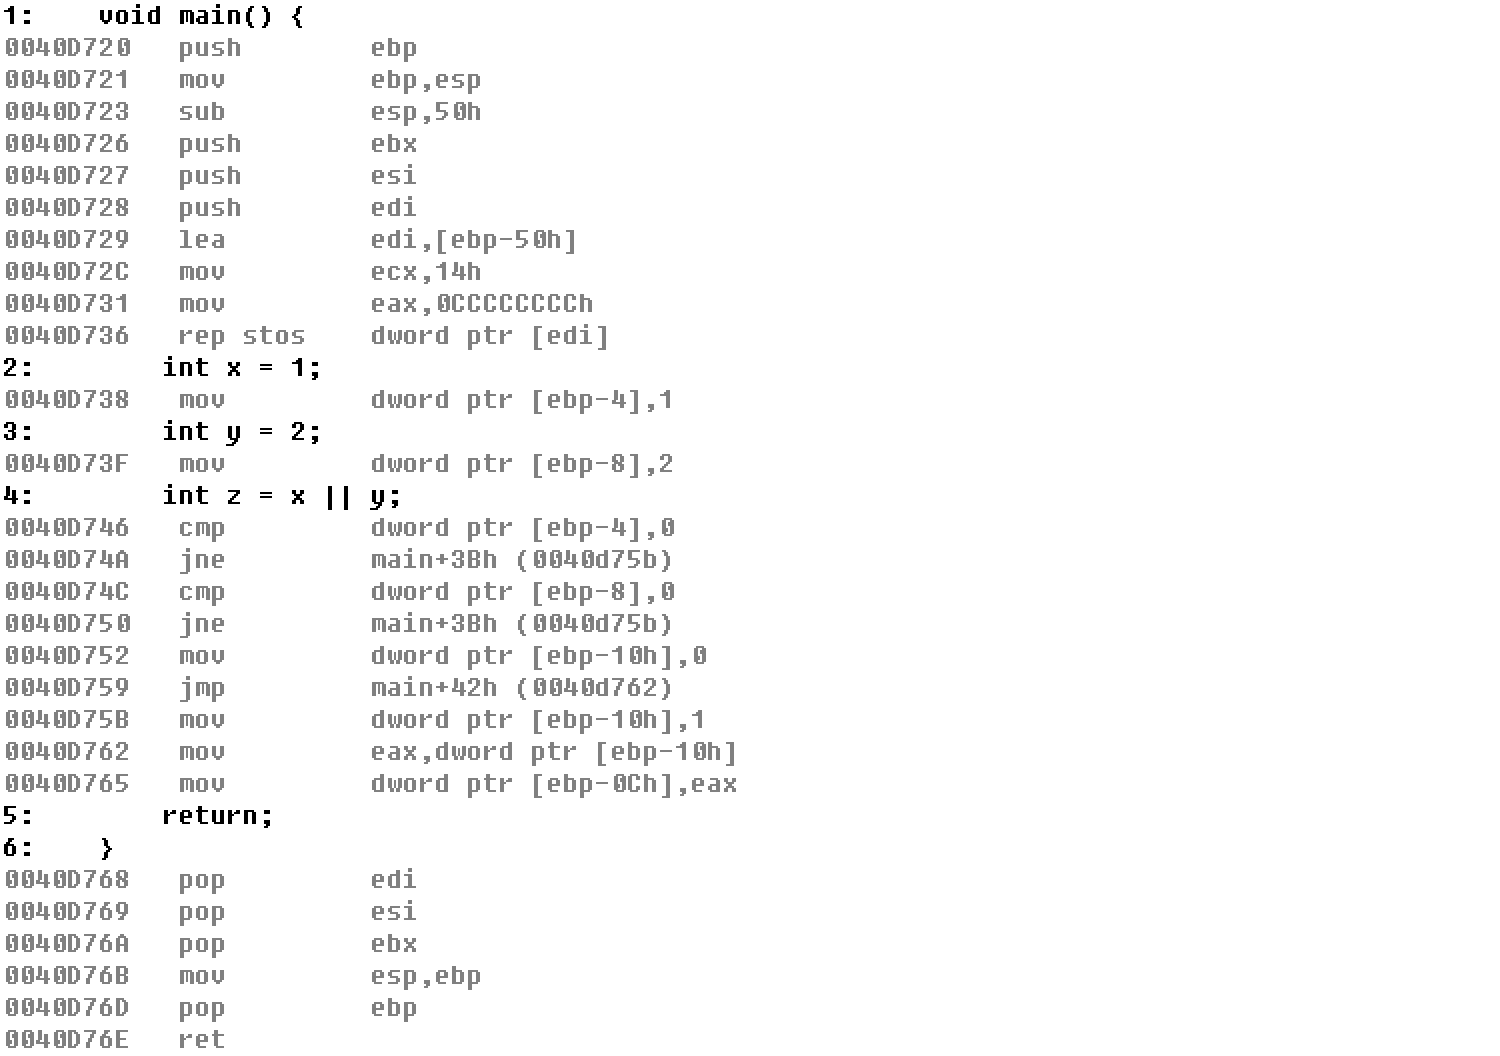 1:    void main() {
0040D720   push        ebp
0040D721   mov         ebp,esp
0040D723   sub         esp,50h
0040D726   push        ebx
0040D727   push        esi
0040D728   push        edi
0040D729   lea         edi,[ebp-50h]
0040D72C   mov         ecx,14h
0040D731   mov         eax,0CCCCCCCCh
0040D736   rep stos    dword ptr [edi]
2:        int x = 1;
0040D738   mov         dword ptr [ebp-4],1
3:        int y = 2;
0040D73F   mov         dword ptr [ebp-8],2
4:        int z = x || y;
0040D746   cmp         dword ptr [ebp-4],0
0040D74A   jne         main+3Bh (0040d75b)
0040D74C   cmp         dword ptr [ebp-8],0
0040D750   jne         main+3Bh (0040d75b)
0040D752   mov         dword ptr [ebp-10h],0
0040D759   jmp         main+42h (0040d762)
0040D75B   mov         dword ptr [ebp-10h],1
0040D762   mov         eax,dword ptr [ebp-10h]
0040D765   mov         dword ptr [ebp-0Ch],eax
5:        return;
6:    }
0040D768   pop         edi
0040D769   pop         esi
0040D76A   pop         ebx
0040D76B   mov         esp,ebp
0040D76D   pop         ebp
0040D76E   ret